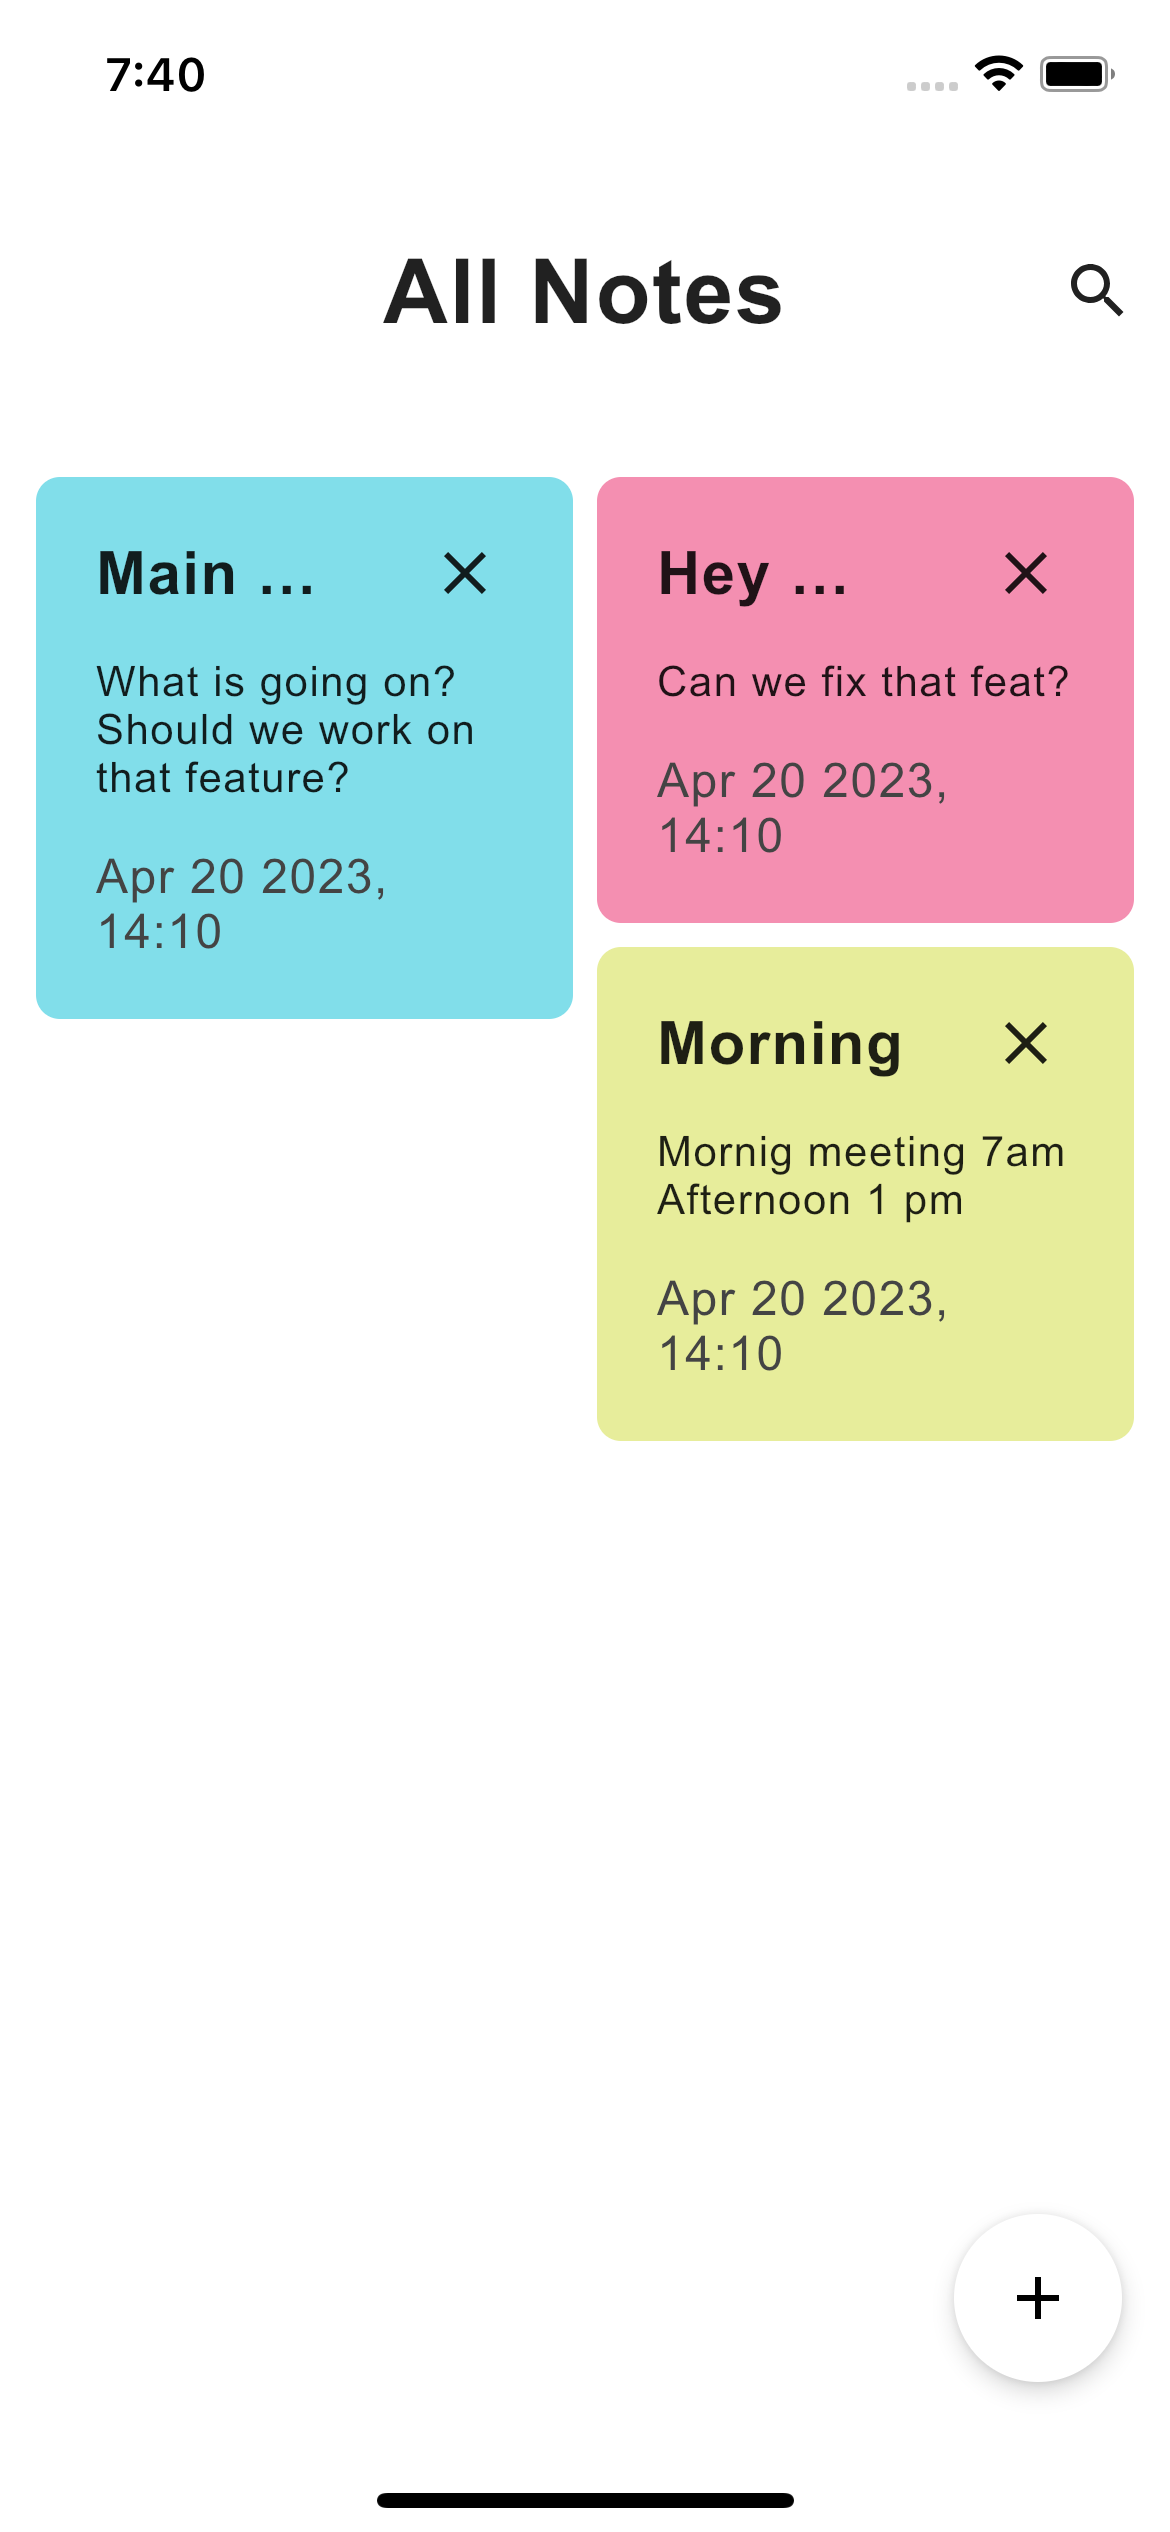 7:40
All Notes
Main ...
What is going on?
Should we work on
that feature?
Apr 20 2023,
14:10
Hey ...
Can we fix that feat?
Apr 20 2023,
14:10
Morning
Mornig meeting 7am
Afternoon 1 pm
Apr 20 2023,
14:10